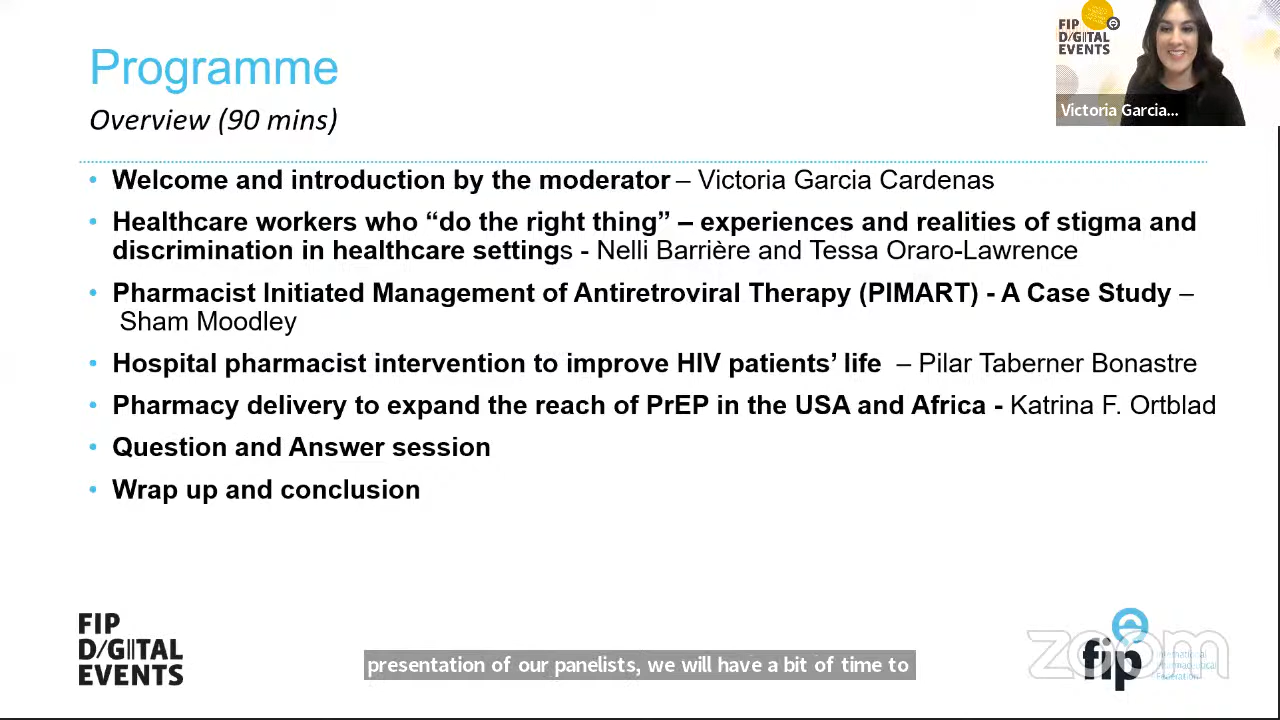 Programme
Overview (90 mins)
• Welcome and introduction by the moderator – Victoria Garcia Cardenas
• Healthcare workers who “do the right thing” – experiences and realities of stigma and
discrimination in healthcare settings - Nelli Barrière and Tessa Oraro-Lawrence
• Pharmacist Initiated Management of Antiretroviral Therapy (PIMART) - A Case Study –
Sham Moodley
• Hospital pharmacist intervention to improve HIV patients’ life – Pilar Taberner Bonastre
• Pharmacy delivery to expand the reach of PrEP in the USA and Africa - Katrina F. Ortblad
• Question and Answer session
• Wrap up and conclusion
FIP
D/GITAL
EVENTS
Victoria Garcia...
FIP
D/GITAL
EVENTS
presentation of our panelists, we will have a bit of time to
zoom
fip
International
Pharmaceutical
Federation